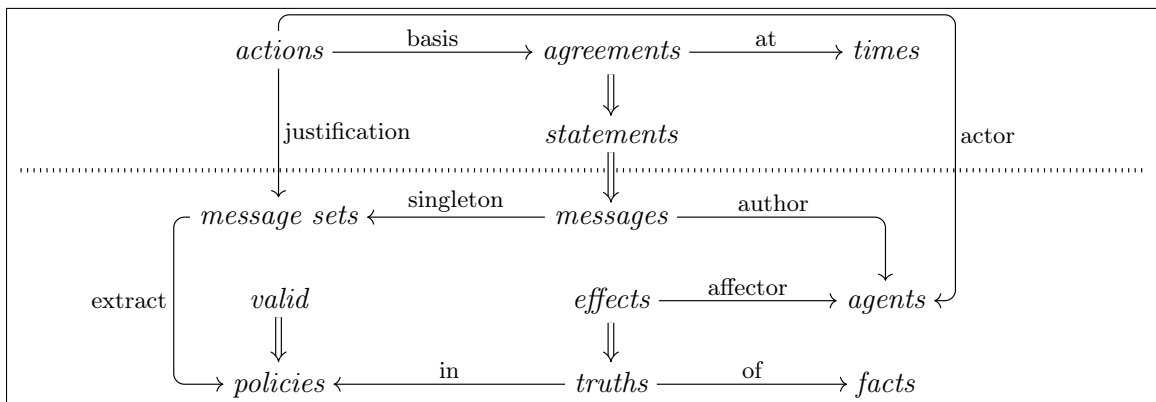 basis
at
actions agreements times
justification
statements
actor
singleton
author
message sets messages
extract
valid
effects
affector
agents
in
of
policies truths facts